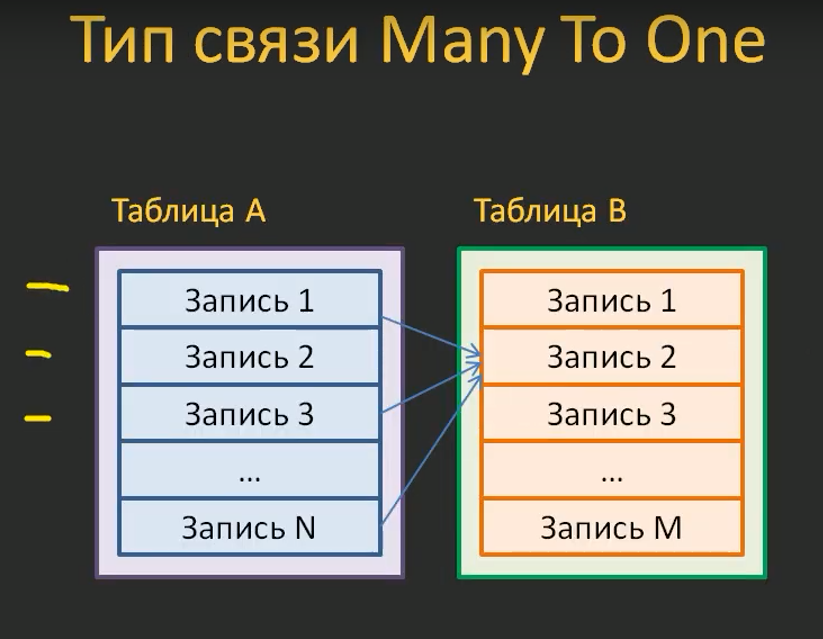 Тип связи Many To One
Таблица A
Таблица B
Запись 1
Запись 2
Запись 3
...
Запись N
Запись 1
Запись 2
Запись 3
...
Запись M